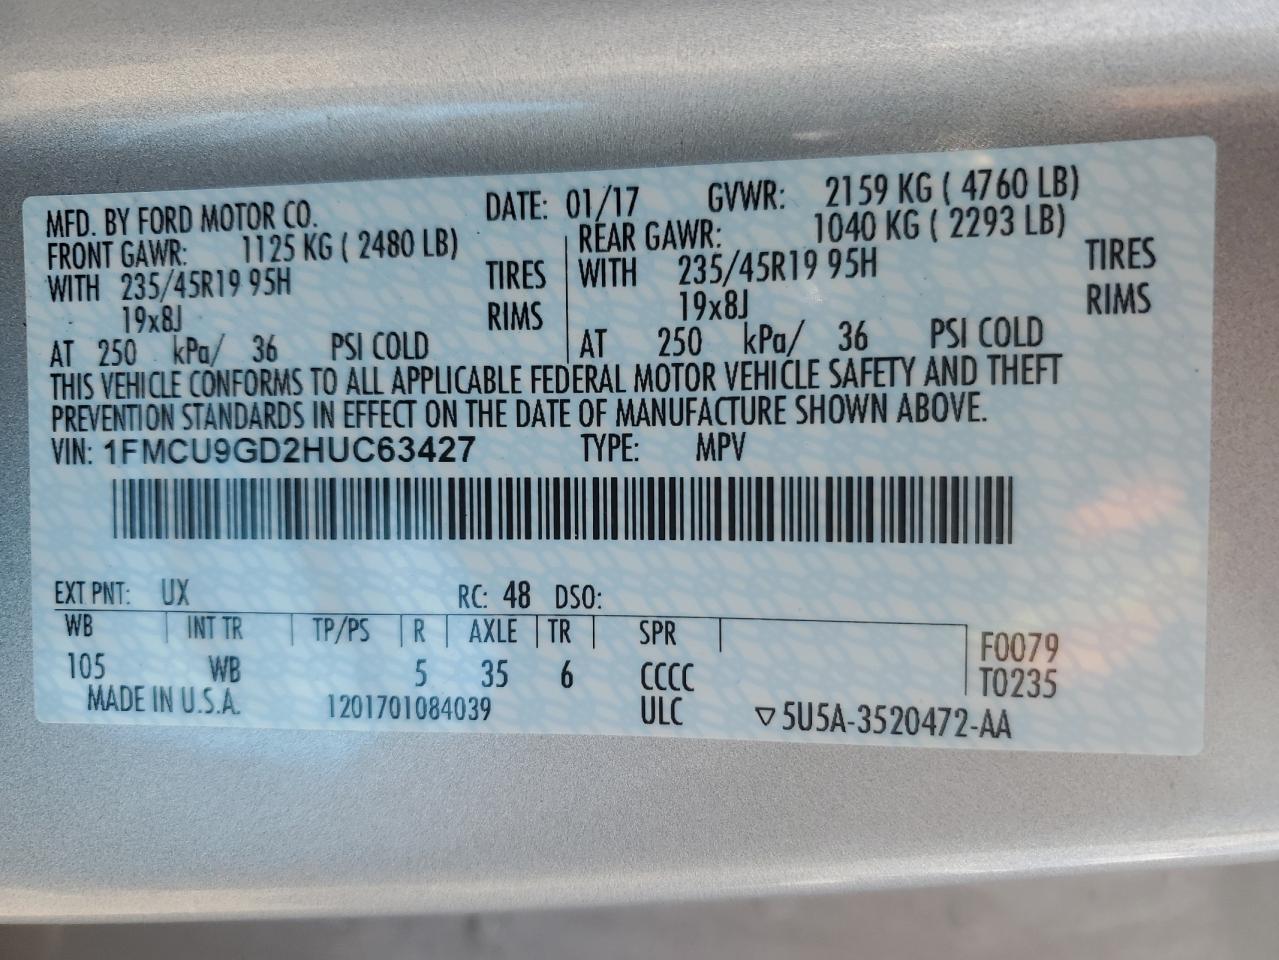 MFD. BY FORD MOTOR CO. DATE: 01/17 GVWR: 2159 KG ( 4760 LB)
FRONT GAWR: 1125 KG ( 2480 LB) REAR GAWR: 1040 KG ( 2293 LB)
WITH 235/45R19 95H TIRES WITH 235/45R19 95H TIRES
19x8J RIMS 19x8J RIMS
AT 250 kPa/ 36 PSI COLD AT 250 kPa/ 36 PSI COLD
THIS VEHICLE CONFORMS TO ALL APPLICABLE FEDERAL MOTOR VEHICLE SAFETY AND THEFT
PREVENTION STANDARDS IN EFFECT ON THE DATE OF MANUFACTURE SHOWN ABOVE.
VIN: 1FMCU9GD2HUC63427 TYPE: MPV
EXT PNT: UX RC: 48 DSO:
WB INT TR TP/PS R AXLE TR SPR F0079
105 WB 5 35 6 CCCC T0235
MADE IN U.S.A. 1201701084039 ULC ▽5U5A-3520472-AA